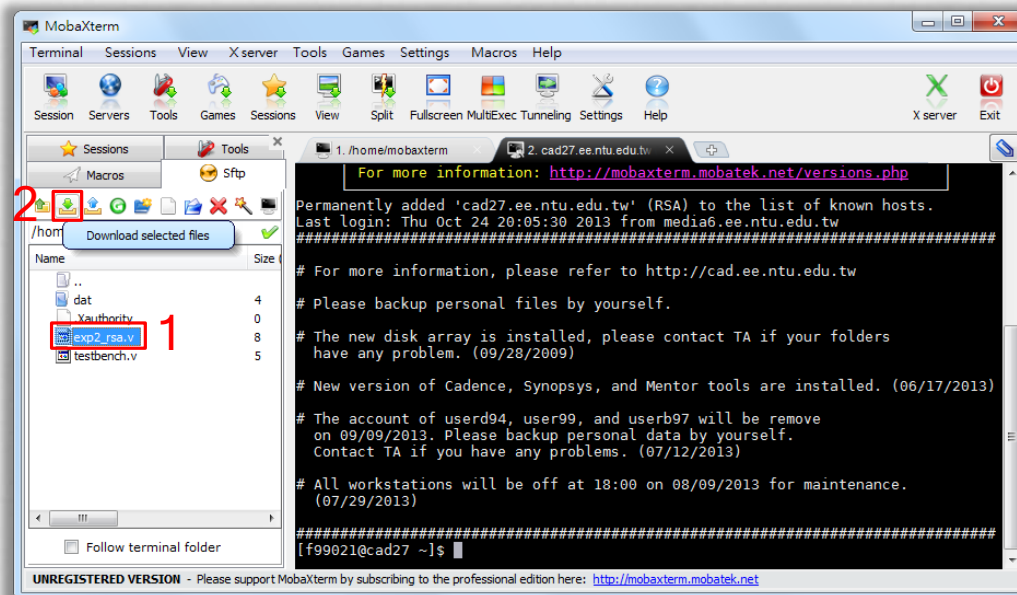 MobaXterm
Terminal Sessions View X server Tools Games Settings Macros Help
Session Servers Tools Games Sessions View Split Fullscreen MultiExec Tunneling Settings Help X server Exit
Sessions Tools
Macros Sftp
1. /home/mobaxterm 2. cad27.ee.ntu.edu.tw
2
/hom
Download selected files
Name Size (
..
dat 4
.Xauthority 0
exp2_rsa.v 8
1
testbench.v 5
Follow terminal folder
For more information: http://mobaxterm.mobatek.net/versions.php
Permanently added 'cad27.ee.ntu.edu.tw' (RSA) to the list of known hosts.
Last login: Thu Oct 24 20:05:30 2013 from media6.ee.ntu.edu.tw
###############################################################################
# For more information, please refer to http://cad.ee.ntu.edu.tw
# Please backup personal files by yourself.
# The new disk array is installed, please contact TA if your folders
have any problem. (09/28/2009)
# New version of Cadence, Synopsys, and Mentor tools are installed. (06/17/2013)
# The account of userd94, user99, and userb97 will be remove
on 09/09/2013. Please backup personal data by yourself.
Contact TA if you have any problems. (07/12/2013)
# All workstations will be off at 18:00 on 08/09/2013 for maintenance.
(07/29/2013)
###############################################################################
[f99021@cad27 ~]$
UNREGISTERED VERSION - Please support MobaXterm by subscribing to the professional edition here: http://mobaxterm.mobatek.net